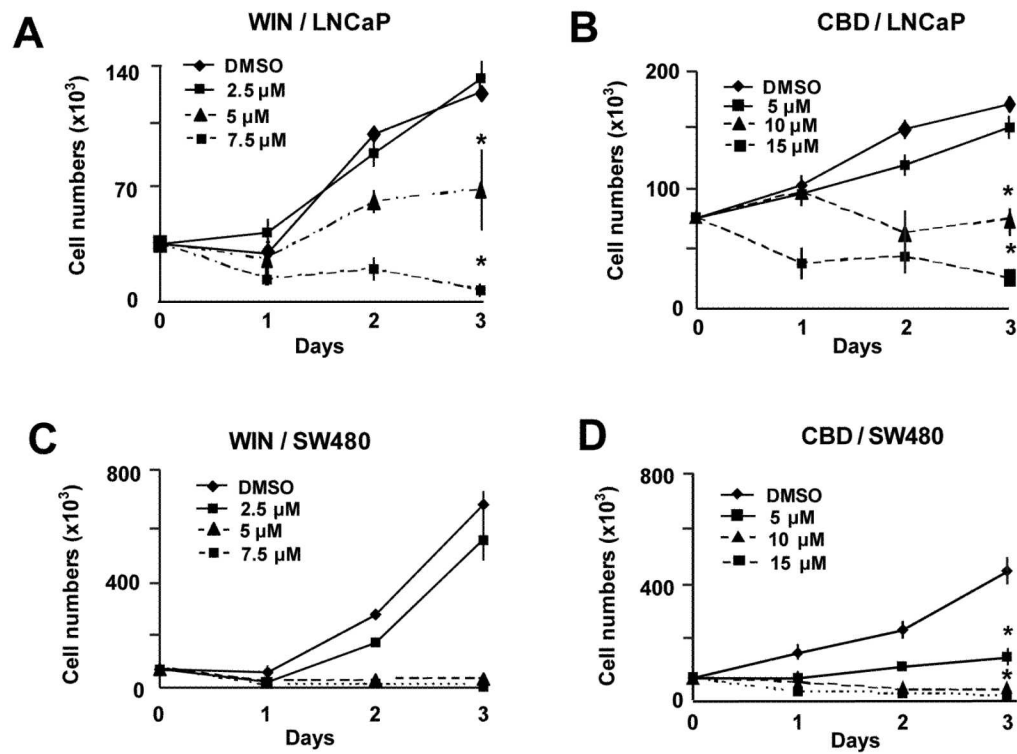 A
WIN / LNCaP
Cell numbers (x10³)
140
70
0
DMSO
2.5 µM
5 µM
7.5 µM
*
*
0 1 2 3
Days
B
CBD / LNCaP
Cell numbers (x10³)
200
100
0
DMSO
5 µM
10 µM
15 µM
*
*
0 1 2 3
Days
C
WIN / SW480
Cell numbers (x10³)
800
400
0
DMSO
2.5 µM
5 µM
7.5 µM
0 1 2 3
Days
D
CBD / SW480
Cell numbers (x10³)
800
400
0
DMSO
5 µM
10 µM
15 µM
*
*
0 1 2 3
Days